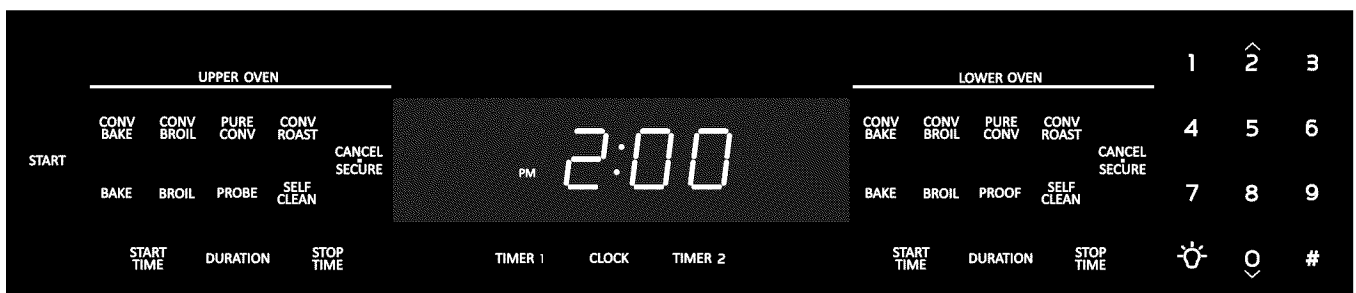 UPPER OVEN
LOWER OVEN
1 2 3
CONV BAKE
CONV BROIL
PURE CONV
CONV ROAST
START
CANCEL
SECURE
BAKE
BROIL
PROBE
SELF CLEAN
START TIME
DURATION
STOP TIME
PM 2:00
TIMER 1
CLOCK
TIMER 2
CONV BAKE
CONV BROIL
PURE CONV
CONV ROAST
CANCEL
SECURE
BAKE
BROIL
PROOF
SELF CLEAN
START TIME
DURATION
STOP TIME
4 5 6
7 8 9
0 #